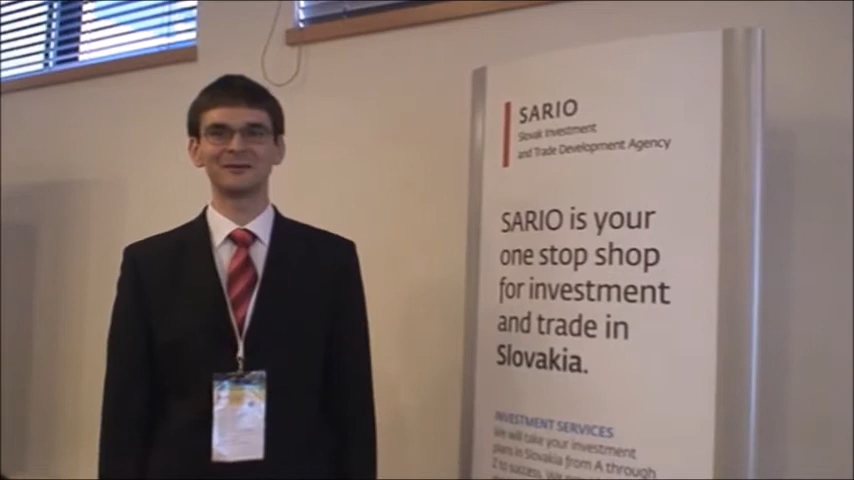 SARIO
Slovak Investment
and Trade Development Agency
SARIO is your
one stop shop
for investment
and trade in
Slovakia.
INVESTMENT SERVICES
We will take your investment
plans in Slovakia from A through
Z to success. We